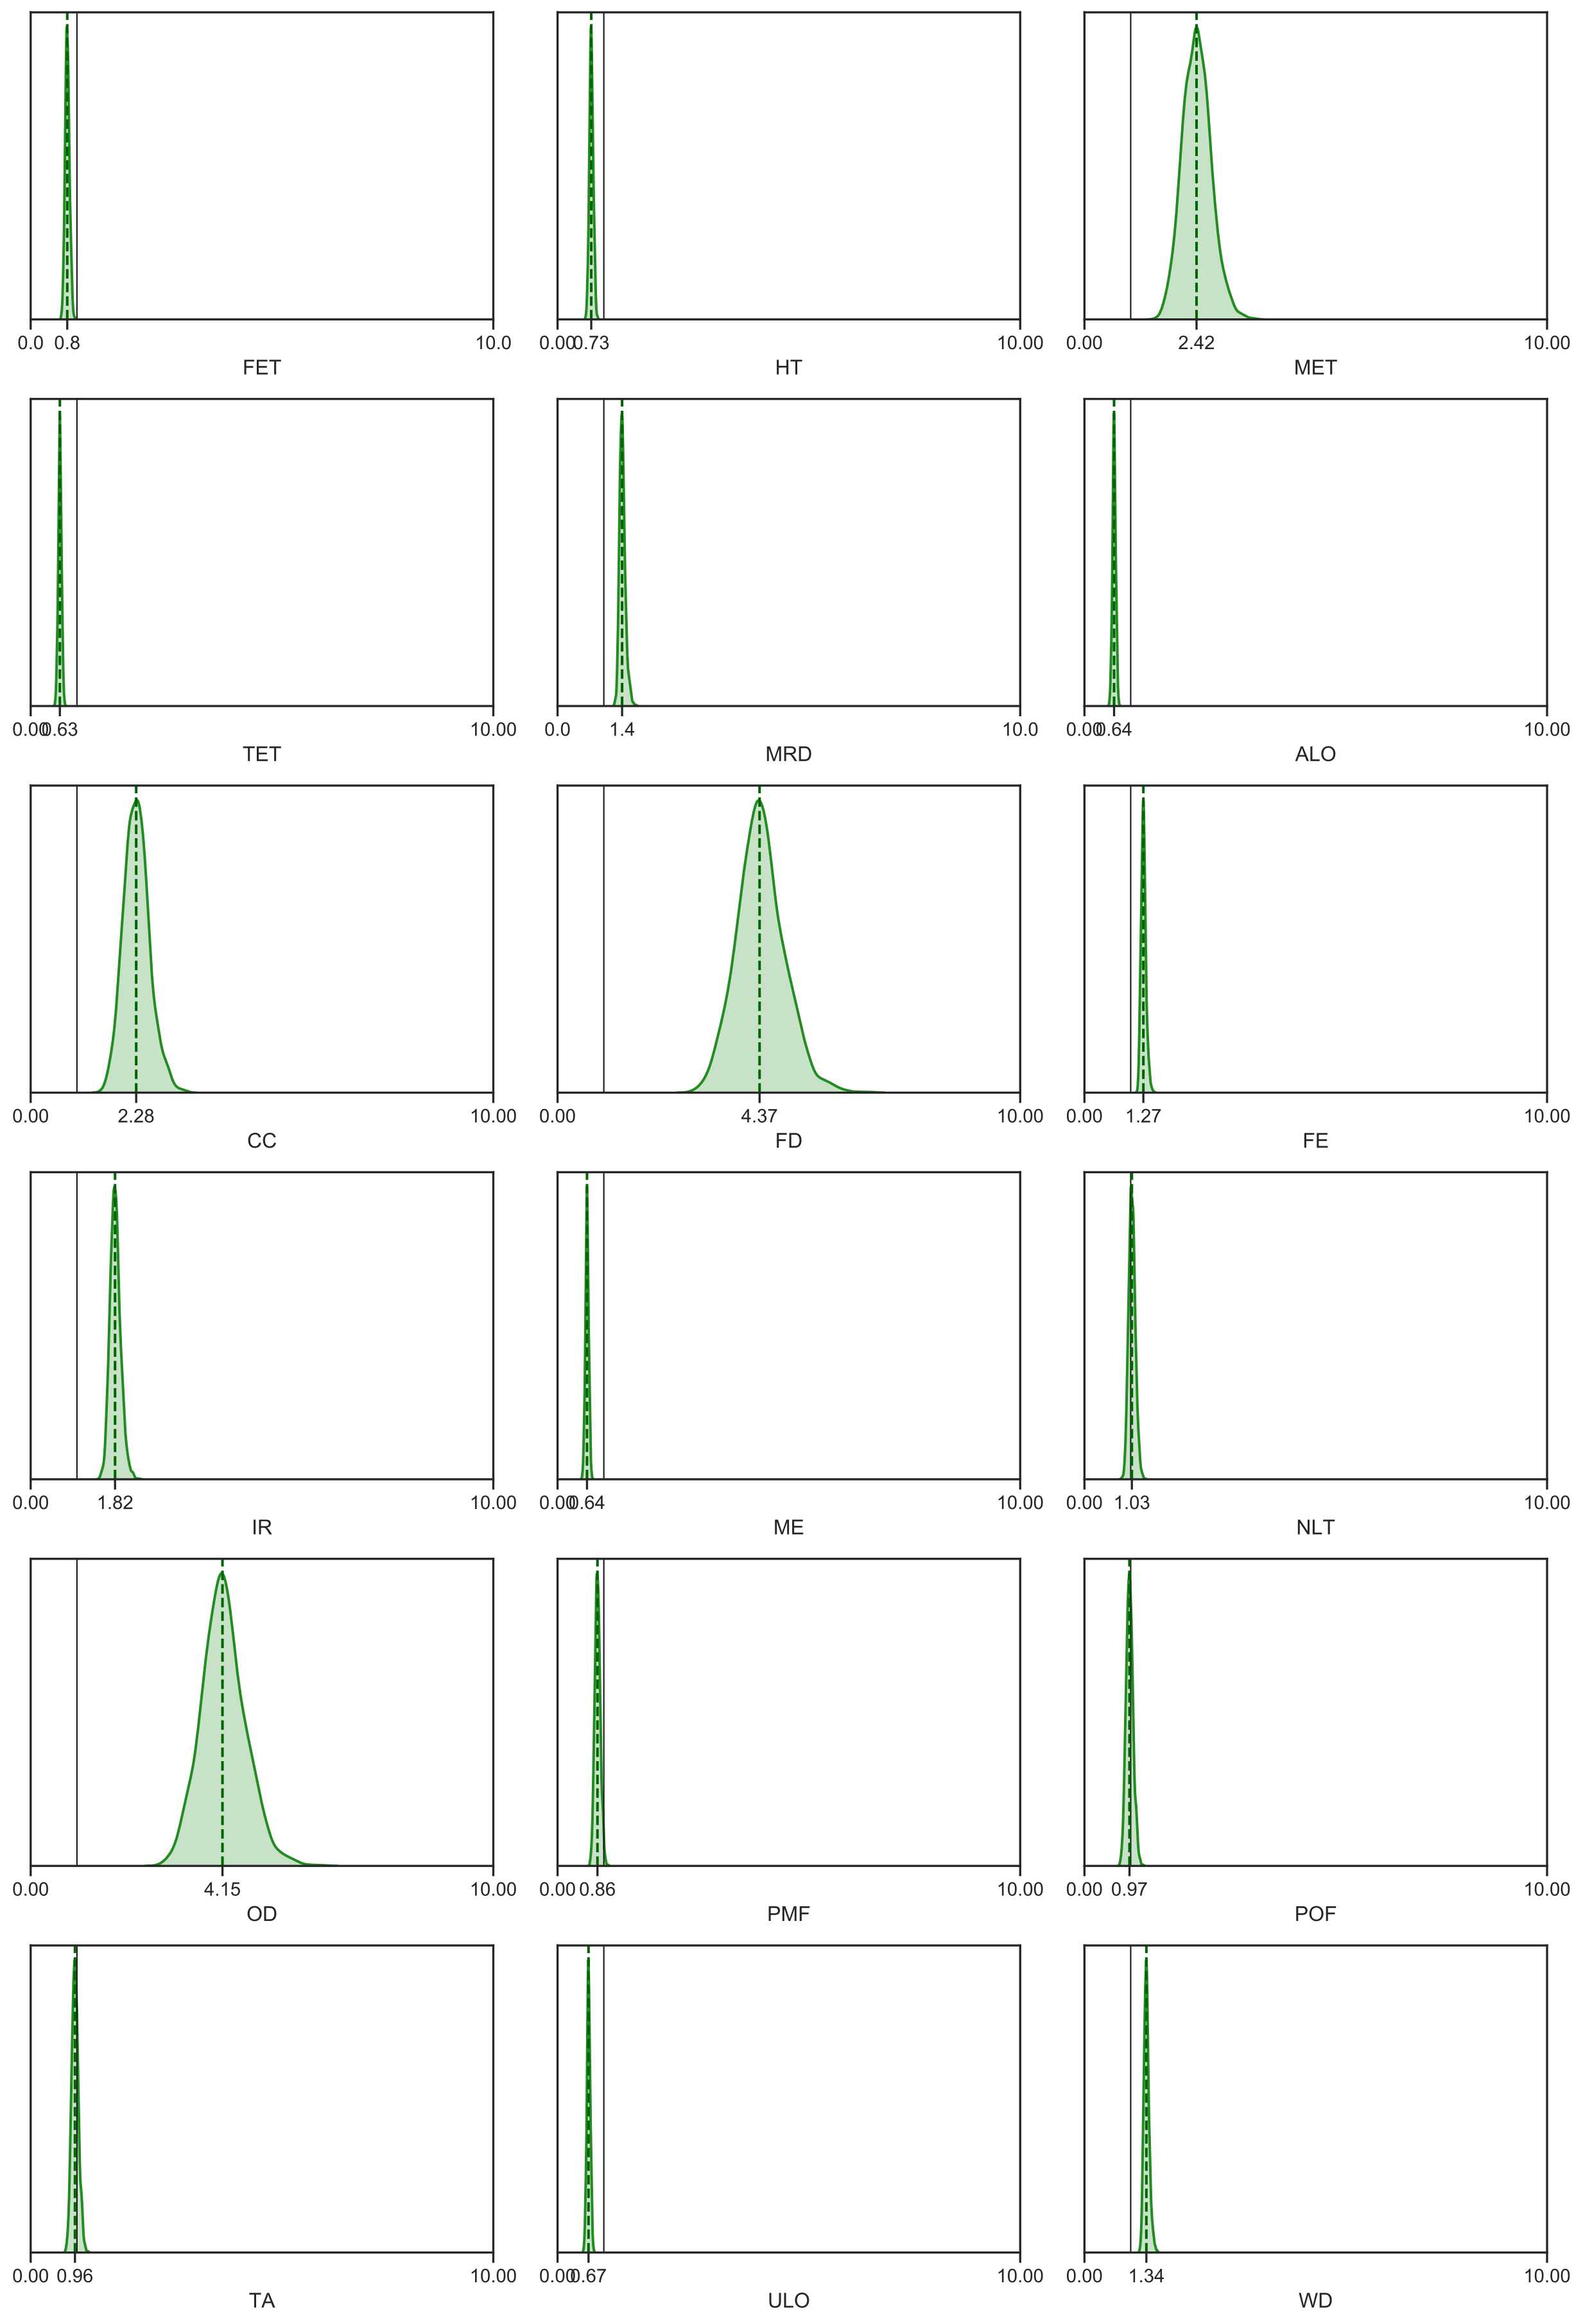 0.0 0.8 10.0 0.00 0.73 10.00 0.00 2.42 10.00
FET HT MET
0.00 0.63 10.00 0.0 1.4 10.0 0.00 0.64 10.00
TET MRD ALO
0.00 2.28 10.00 0.00 4.37 10.00 0.00 1.27 10.00
CC FD FE
0.00 1.82 10.00 0.00 0.64 10.00 0.00 1.03 10.00
IR ME NLT
0.00 4.15 10.00 0.00 0.86 10.00 0.00 0.97 10.00
OD PMF POF
0.00 0.96 10.00 0.00 0.67 10.00 0.00 1.34 10.00
TA ULO WD